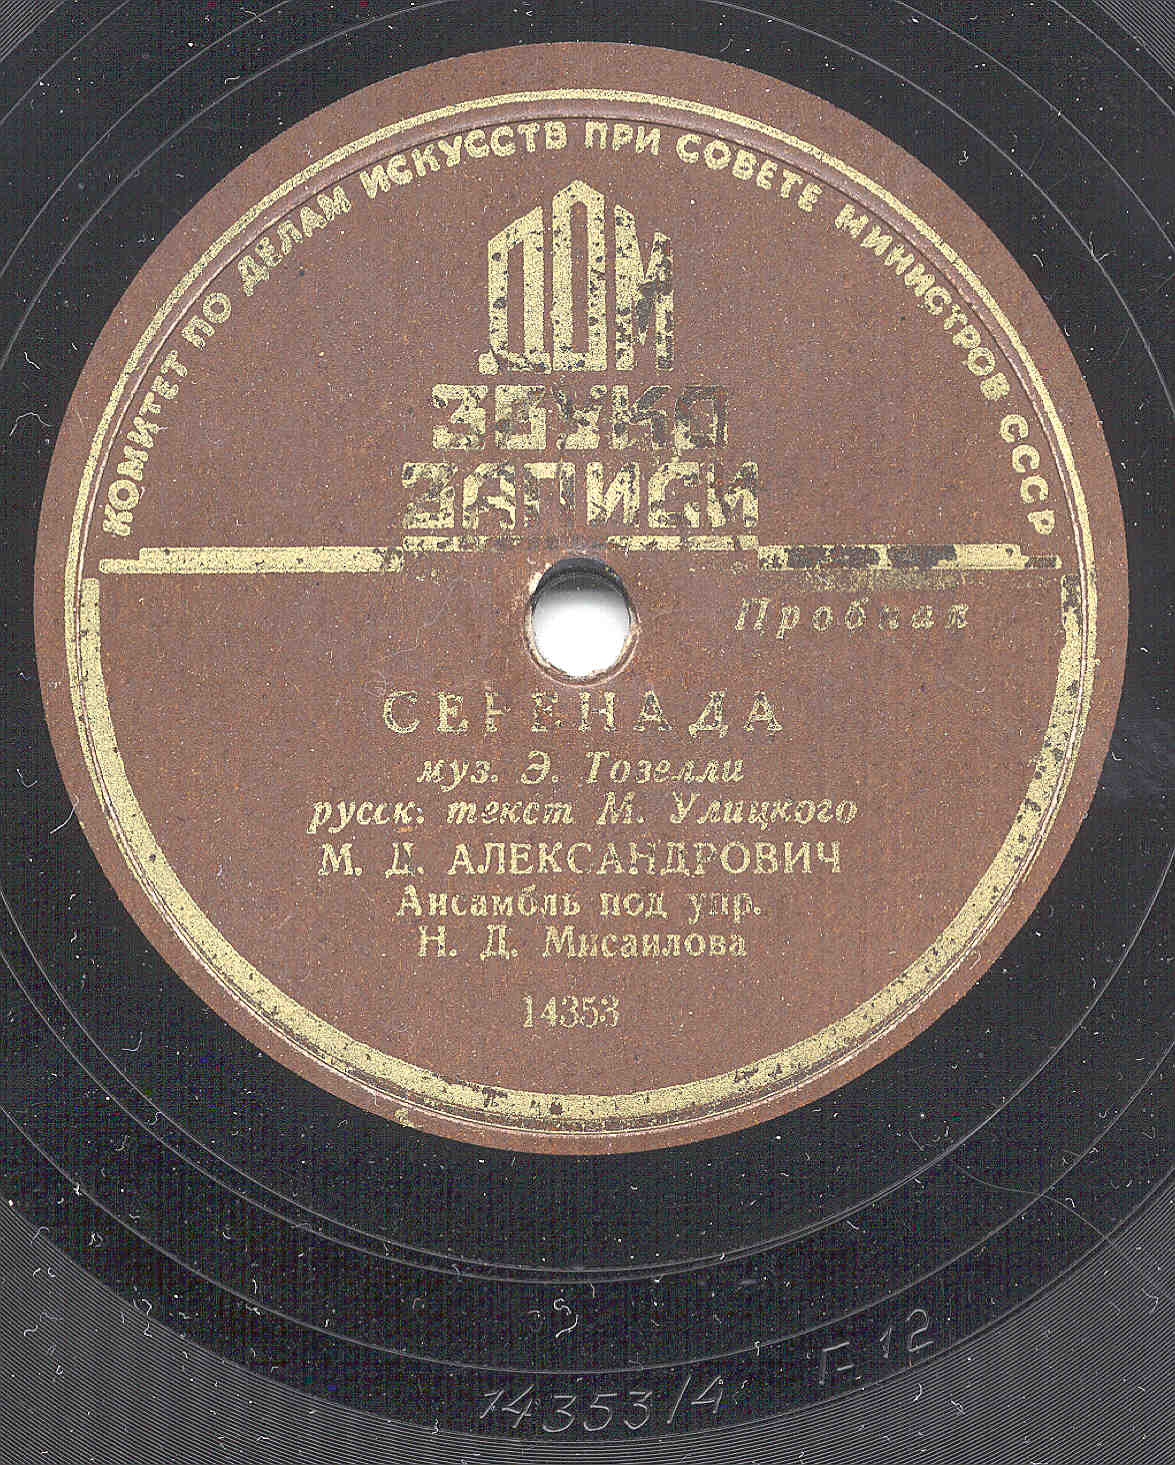 КОМИТЕТ ПО ДЕЛАМ ИСКУССТВ ПРИ СОВЕТЕ МИНИСТРОВ СССР
ДОМ
ЗВУКО
ЗАПИСИ
Пробная
СЕРЕНАДА
муз. Э. Тозелли
русск. текст М. Улицкого
М. Д. АЛЕКСАНДРОВИЧ
Ансамбль под упр.
Н. Д. Мисаилова
14353
Г-12
14353/4